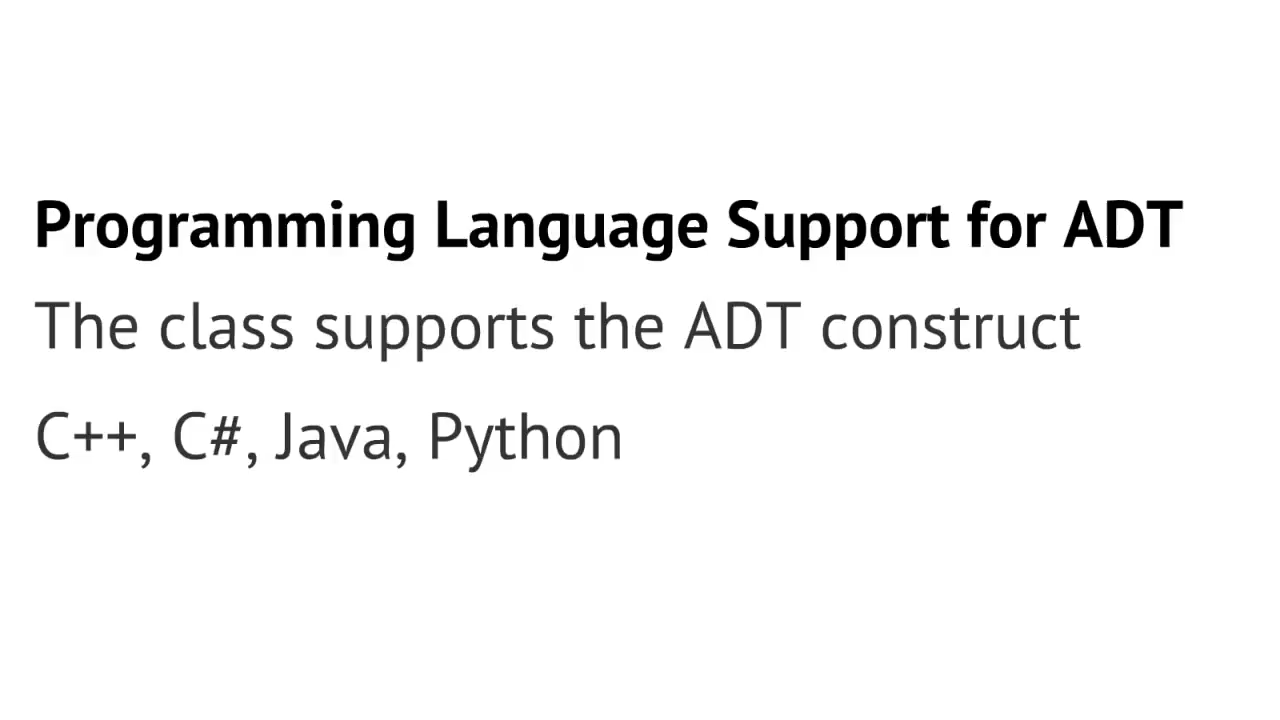 Programming Language Support for ADT
The class supports the ADT construct
C++, C#, Java, Python